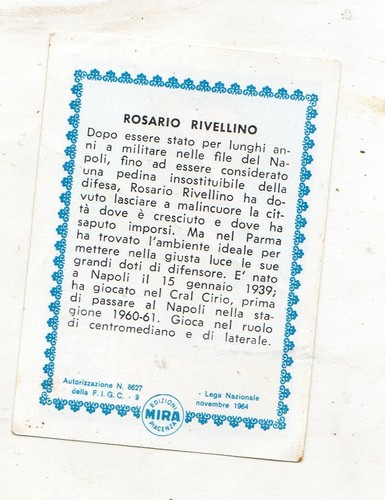 ROSARIO RIVELLINO
Dopo essere stato per lunghi an-
ni a militare nelle file del Na-
poli, fino ad essere considerato
una pedina insostituibile della
difesa, Rosario Rivellino ha do-
vuto lasciare a malincuore la cit-
tà dove è cresciuto e dove ha
saputo imporsi. Ma nel Parma
ha trovato l'ambiente ideale per
mettere nella giusta luce le sue
grandi doti di difensore. E' nato
a Napoli il 15 gennaio 1939;
ha giocato nel Cral Cirio, prima
di passare al Napoli nella sta-
gione 1960-61. Gioca nel ruolo
di centromediano e di laterale.
Autorizzazione N. 8627
della F.I.G.C. - 9
- Lega Nazionale
novembre 1964
EDIZIONI
MIRA
PIACENZA